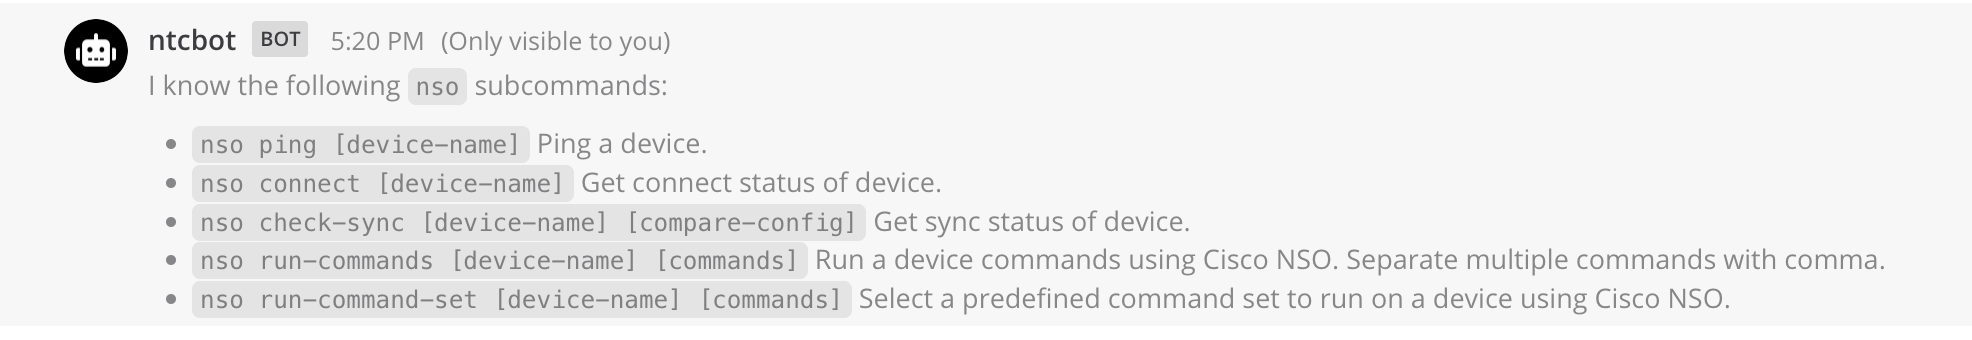 ntcbot BOT 5:20 PM (Only visible to you)
I know the following nso subcommands:
• nso ping [device-name] Ping a device.
• nso connect [device-name] Get connect status of device.
• nso check-sync [device-name] [compare-config] Get sync status of device.
• nso run-commands [device-name] [commands] Run a device commands using Cisco NSO. Separate multiple commands with comma.
• nso run-command-set [device-name] [commands] Select a predefined command set to run on a device using Cisco NSO.